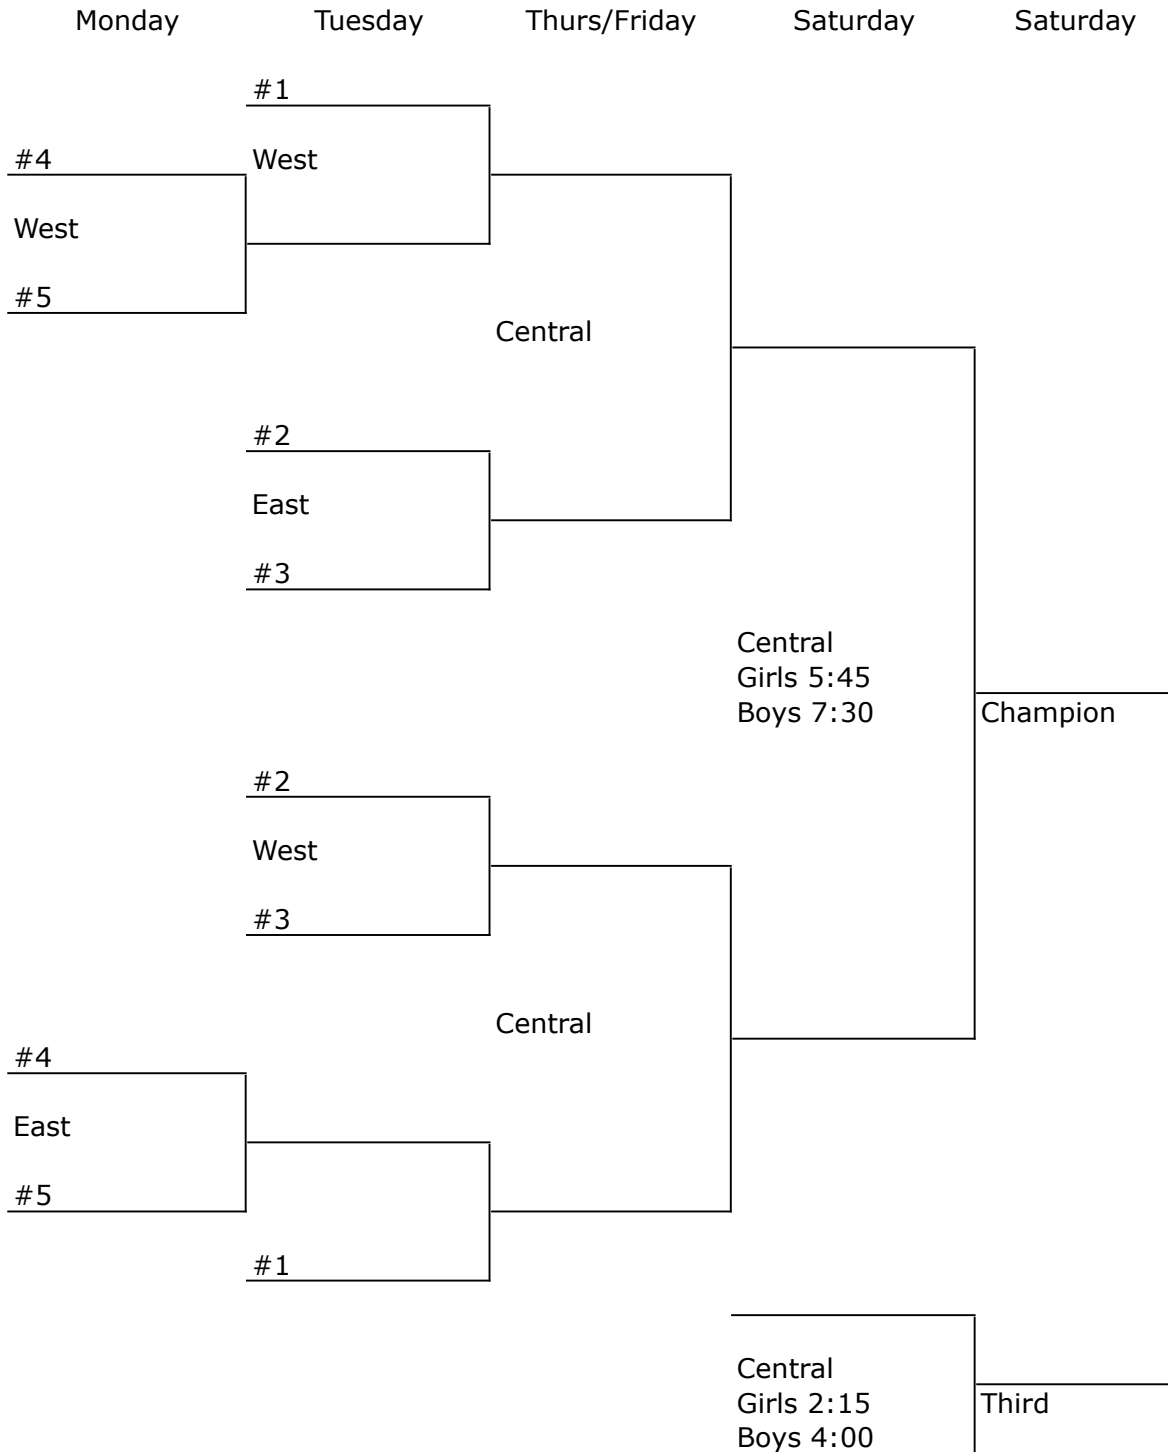 Monday Tuesday Thurs/Friday Saturday Saturday
#1
#4 West
West
#5
Central
#2
East
#3
Central
Girls 5:45
Boys 7:30 Champion
#2
West
#3
Central
#4
East
#5
#1
Central
Girls 2:15 Third
Boys 4:00